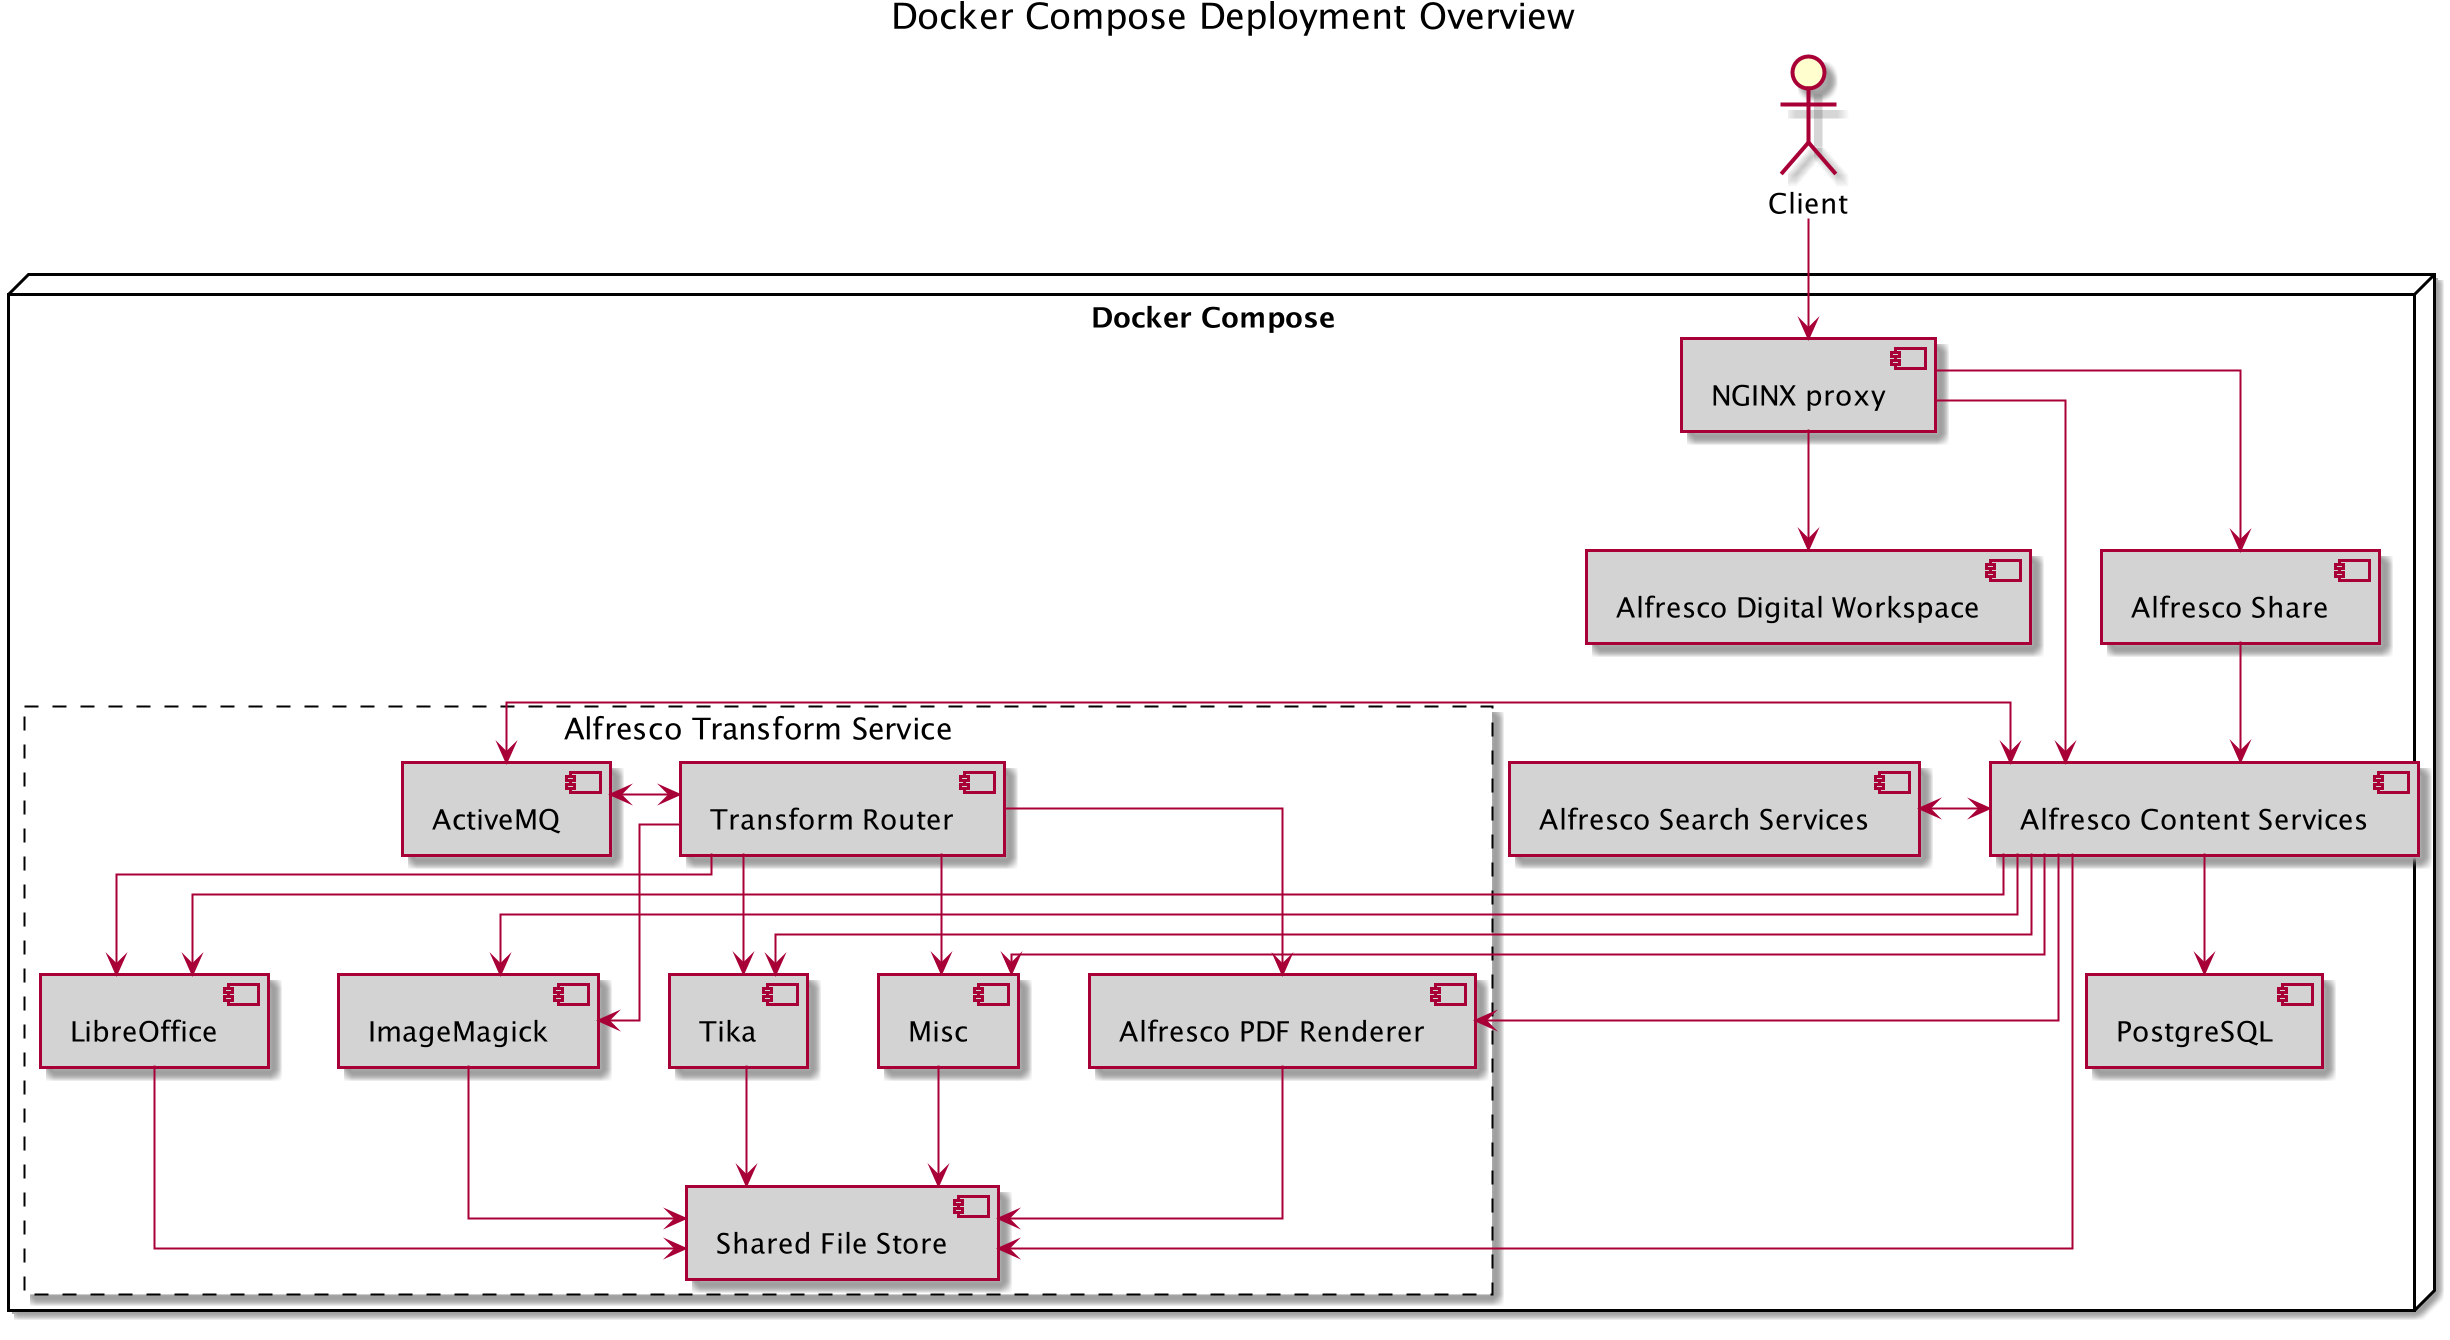 Docker Compose Deployment Overview
Client
Docker Compose
NGINX proxy
Alfresco Digital Workspace
Alfresco Share
Alfresco Transform Service
ActiveMQ
Transform Router
Alfresco Search Services
Alfresco Content Services
LibreOffice
ImageMagick
Tika
Misc
Alfresco PDF Renderer
PostgreSQL
Shared File Store